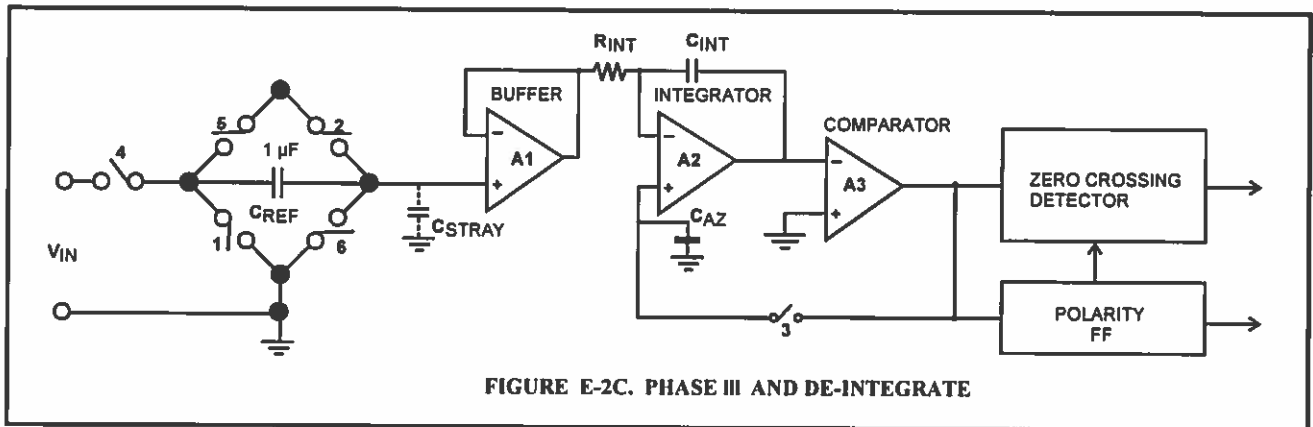 RINT
CINT
BUFFER
INTEGRATOR
COMPARATOR
5
2
4
1 µF
A1
A2
A3
ZERO CROSSING
DETECTOR
CREF
CSTRAY
CAZ
1
6
VIN
3
POLARITY
FF
FIGURE E-2C. PHASE III AND DE-INTEGRATE